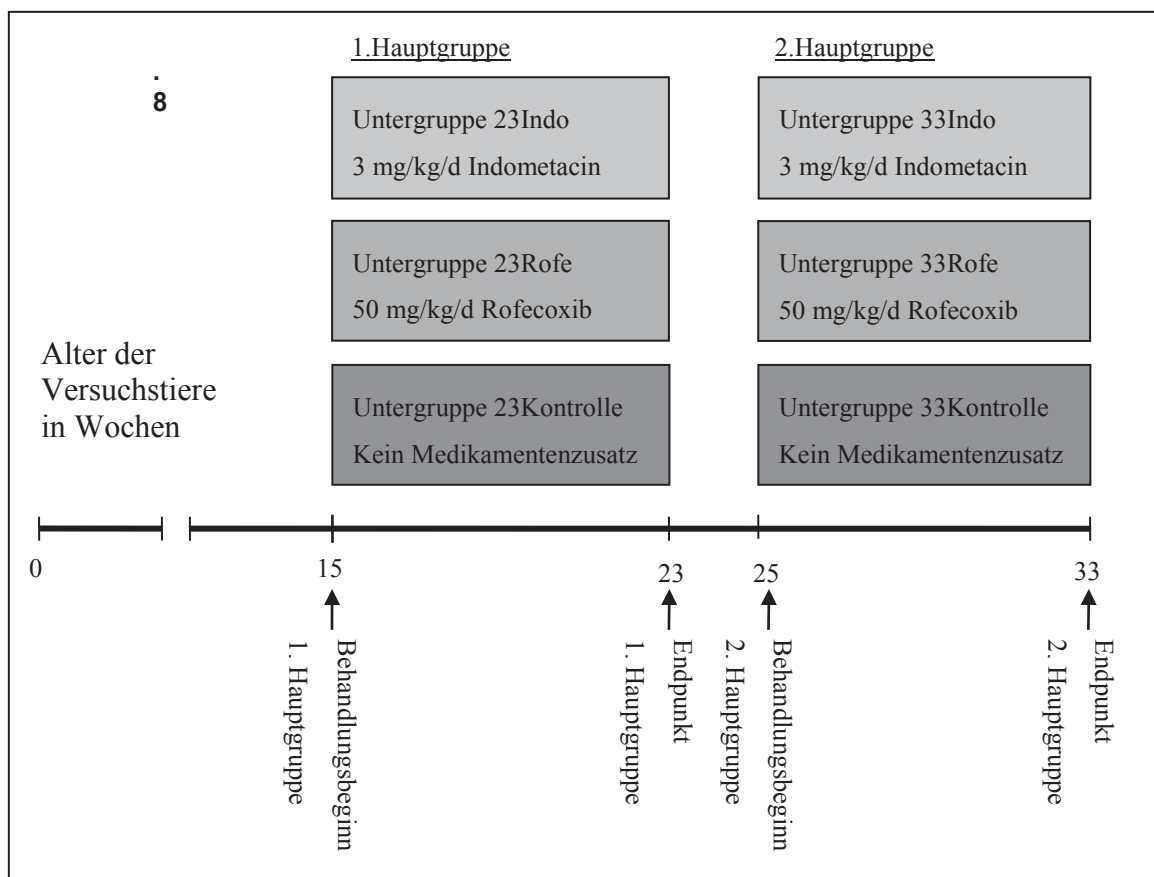 1.Hauptgruppe
2.Hauptgruppe
.
8
Untergruppe 23Indo
3 mg/kg/d Indometacin
Untergruppe 33Indo
3 mg/kg/d Indometacin
Untergruppe 23Rofe
50 mg/kg/d Rofecoxib
Untergruppe 33Rofe
50 mg/kg/d Rofecoxib
Alter der
Versuchstiere
in Wochen
Untergruppe 23Kontrolle
Kein Medikamentenzusatz
Untergruppe 33Kontrolle
Kein Medikamentenzusatz
0
15
23
25
33
Behandlungsbeginn
1. Hauptgruppe
Endpunkt
1. Hauptgruppe
Behandlungsbeginn
2. Hauptgruppe
Endpunkt
2. Hauptgruppe